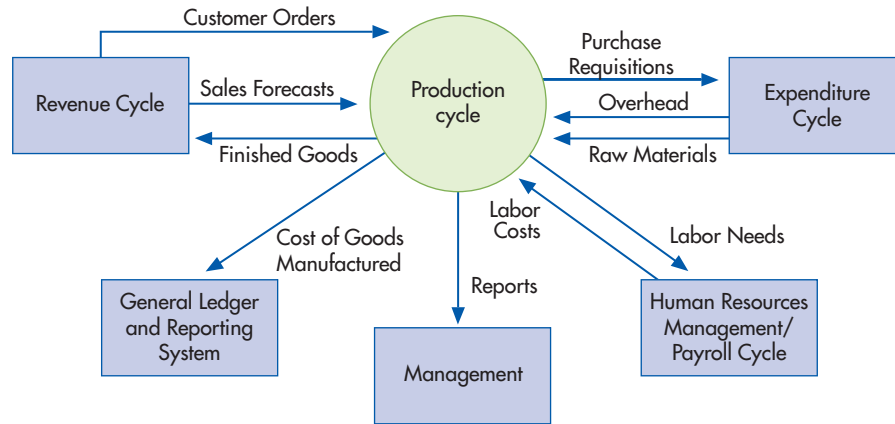 Customer Orders
Revenue Cycle
Sales Forecasts
Finished Goods
Production
cycle
Purchase
Requisitions
Overhead
Raw Materials
Expenditure
Cycle
Cost of Goods
Manufactured
General Ledger
and Reporting
System
Reports
Management
Labor
Costs
Labor Needs
Human Resources
Management/
Payroll Cycle